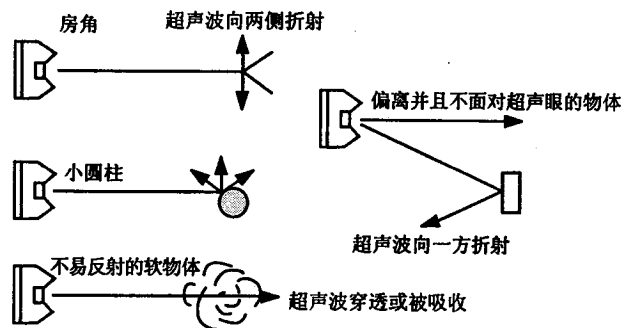 房角
超声波向两侧折射
小圆柱
不易反射的软物体
超声波穿透或被吸收
偏离并且不面对超声眼的物体
超声波向一方折射